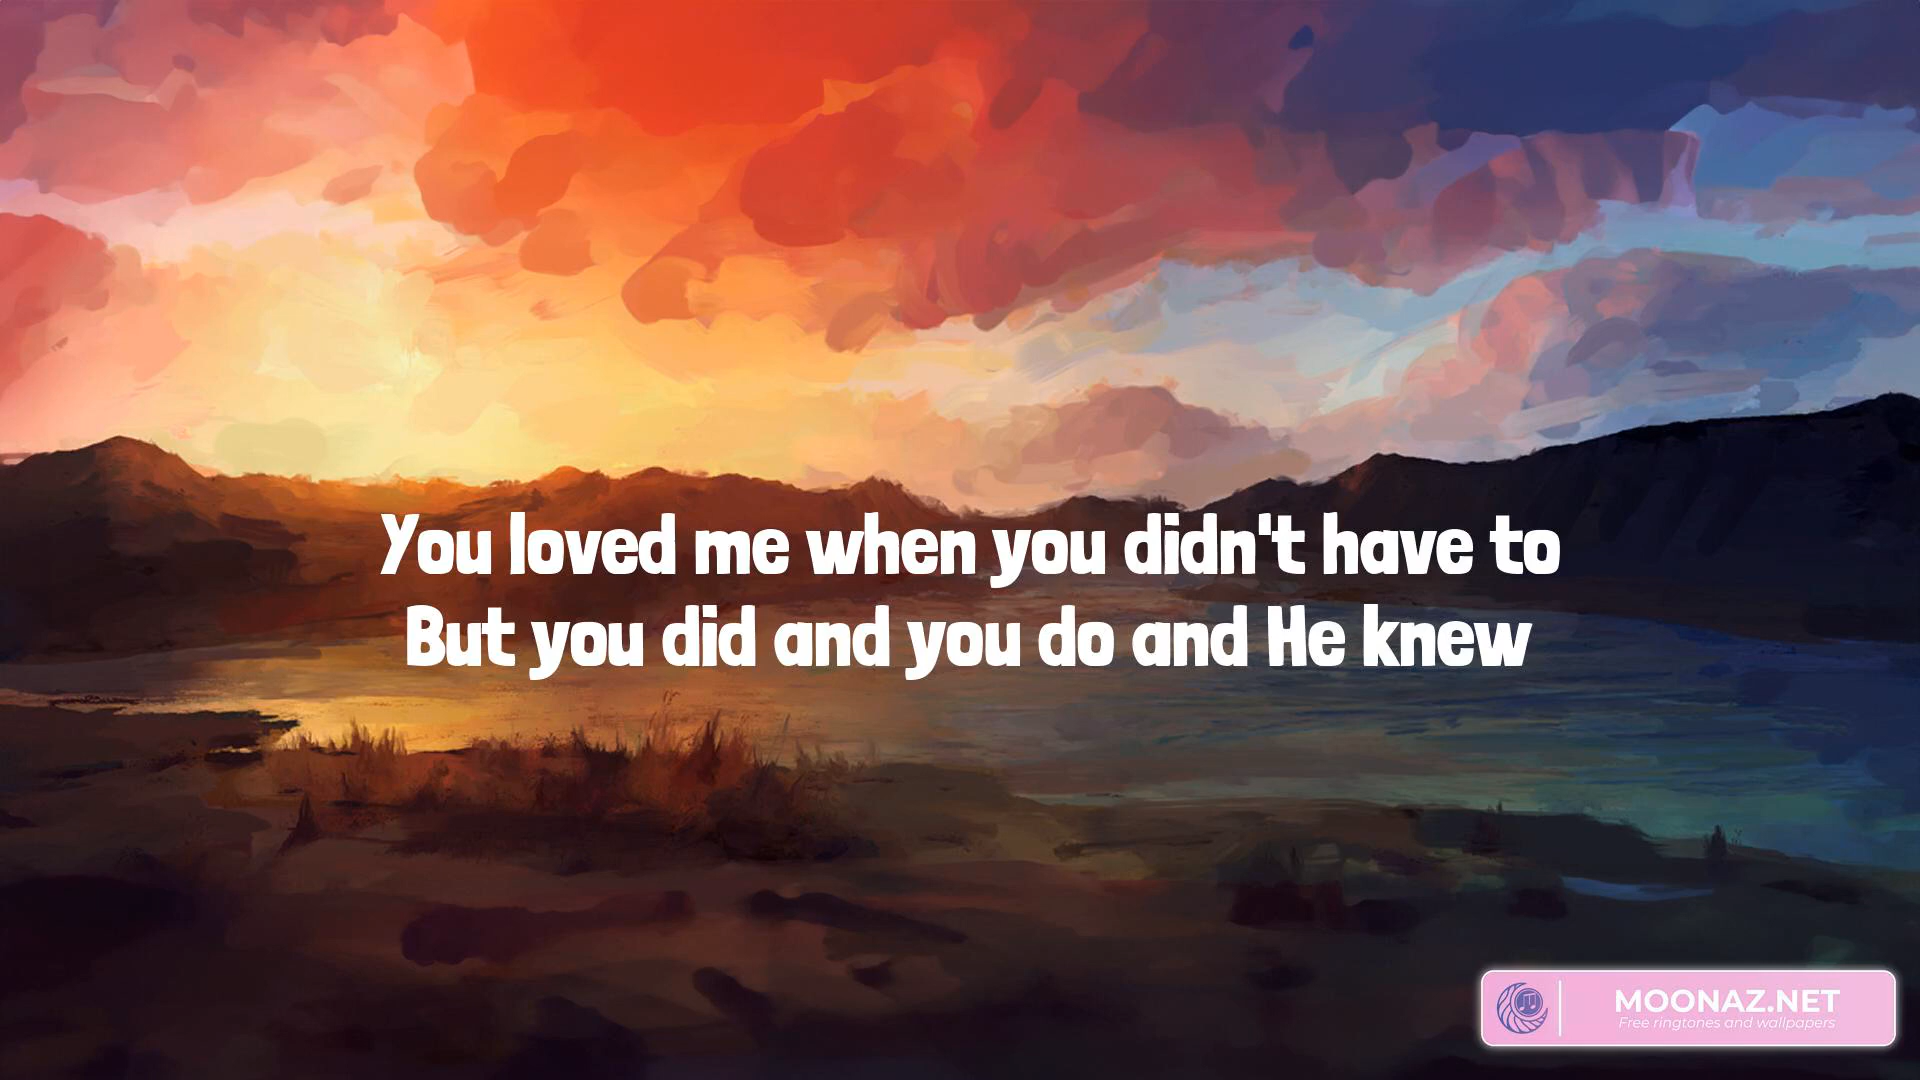 You loved me when you didn't have to
But you did and you do and He knew
MOONAZ.NET
Free ringtones and wallpapers